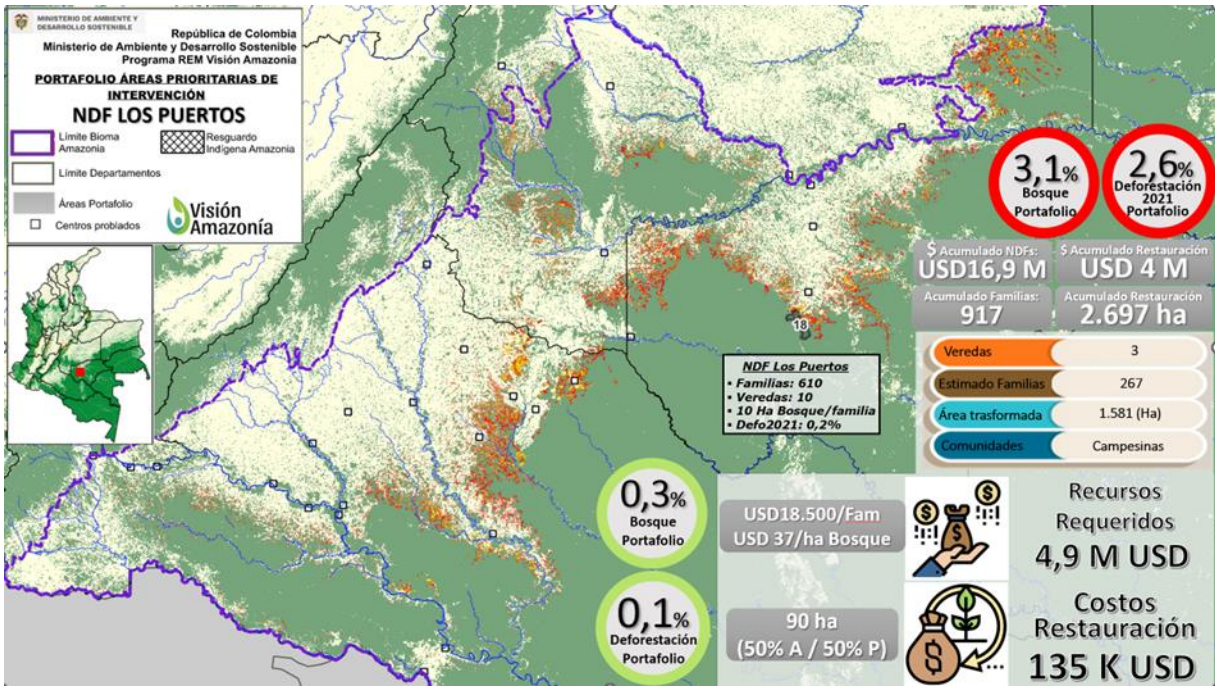 MINISTERIO DE AMBIENTE Y
DESARROLLO SOSTENIBLE
República de Colombia
Ministerio de Ambiente y Desarrollo Sostenible
Programa REM Visión Amazonia
PORTAFOLIO ÁREAS PRIORITARIAS DE
INTERVENCIÓN
NDF LOS PUERTOS
Límite Bioma
Amazonia
Resguardo
Indígena Amazonia
Límite Departamentos
Áreas Portafolio
Centros probiados
Visión
Amazonía
3,1%
Bosque
Portafolio
2,6%
Deforestación
2021
Portafolio
$ Acumulado NDFs:
USD16,9 M
$ Acumulado Restauración
USD 4 M
Acumulado Familias:
917
Acumulado Restauración
2.697 ha
Veredas 3
Estimado Familias 267
Área trasformada 1.581 (Ha)
Comunidades Campesinas
18
NDF Los Puertos
• Familias: 610
• Veredas: 10
• 10 Ha Bosque/familia
• Defo2021: 0,2%
0,3%
Bosque
Portafolio
USD18.500/Fam
USD 37/ha Bosque
Recursos
Requeridos
4,9 M USD
0,1%
Deforestación
Portafolio
90 ha
(50% A / 50% P)
Costos
Restauración
135 K USD